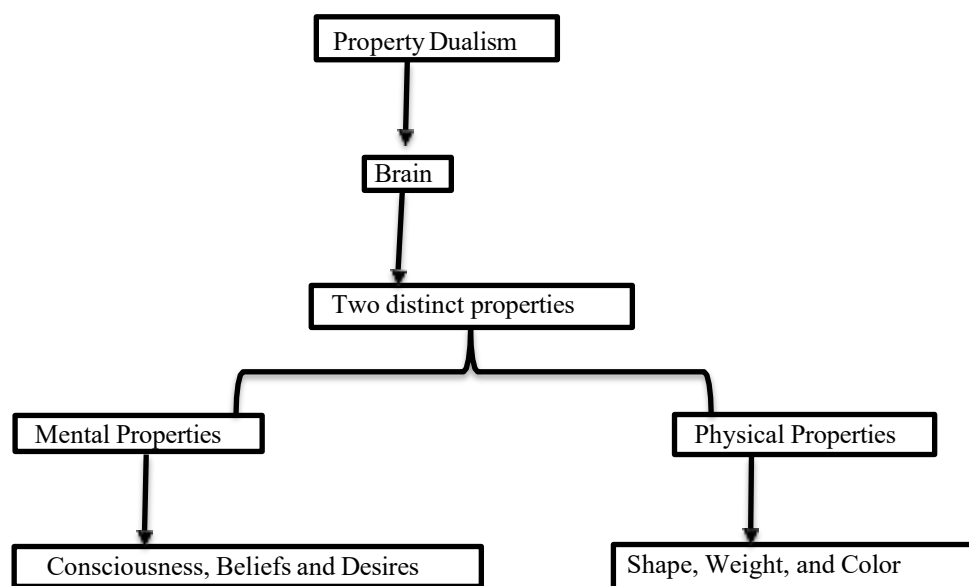 Property Dualism
Brain
Two distinct properties
Mental Properties
Physical Properties
Consciousness, Beliefs and Desires
Shape, Weight, and Color